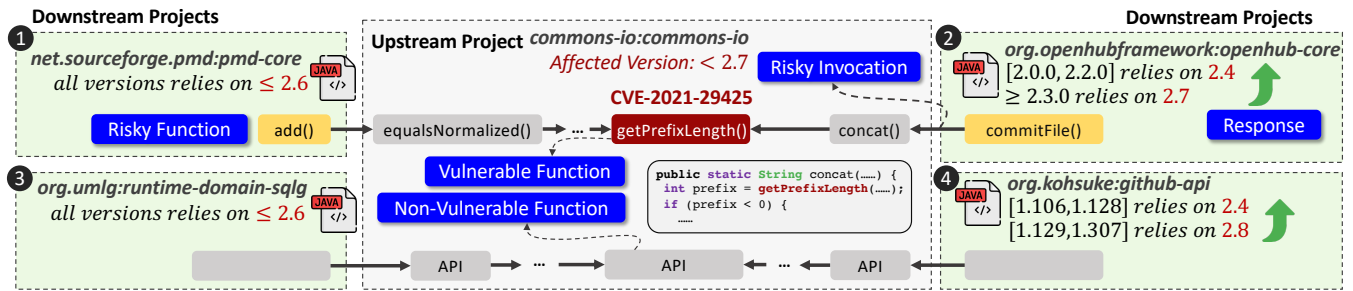 Downstream Projects
1
net.sourceforge.pmd:pmd-core
all versions relies on ≤ 2.6
JAVA
</>
Risky Function
add()
3
org.umlg:runtime-domain-sqlg
all versions relies on ≤ 2.6
JAVA
</>
Upstream Project
commons-io:commons-io
Affected Version: < 2.7
Risky Invocation
CVE-2021-29425
equalsNormalized()
...
getPrefixLength()
concat()
Vulnerable Function
Non-Vulnerable Function
public static String concat(……) {
int prefix = getPrefixLength(……);
if (prefix < 0) {
……
API
...
API
...
API
Downstream Projects
2
org.openhubframework:openhub-core
JAVA
</>
[2.0.0, 2.2.0] relies on 2.4
≥ 2.3.0 relies on 2.7
commitFile()
Response
4
org.kohsuke:github-api
JAVA
</>
[1.106,1.128] relies on 2.4
[1.129,1.307] relies on 2.8